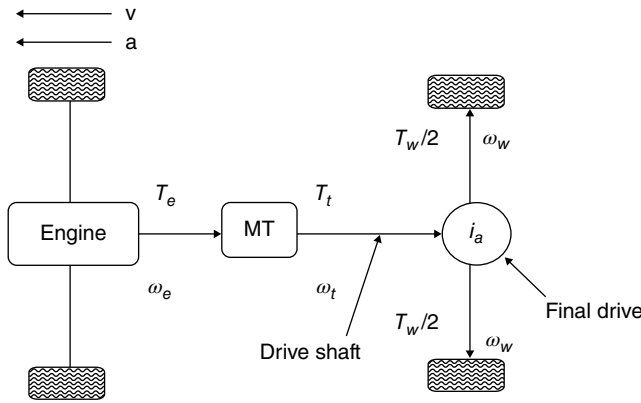 v
a
T_w/2 ω_w
T_e T_t
Engine MT i_a
ω_e ω_t
Final drive
T_w/2
Drive shaft ω_w